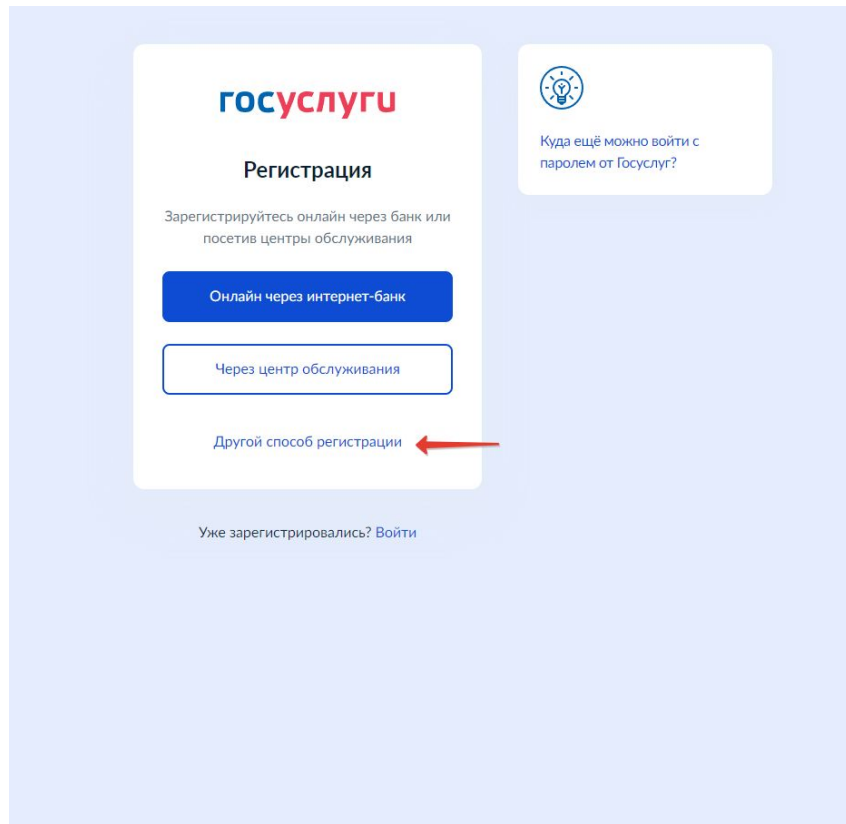 госуслуги
Регистрация
Зарегистрируйтесь онлайн через банк или
посетив центры обслуживания
Онлайн через интернет-банк
Через центр обслуживания
Другой способ регистрации
Уже зарегистрировались? Войти
Куда ещё можно войти с
паролем от Госуслуг?